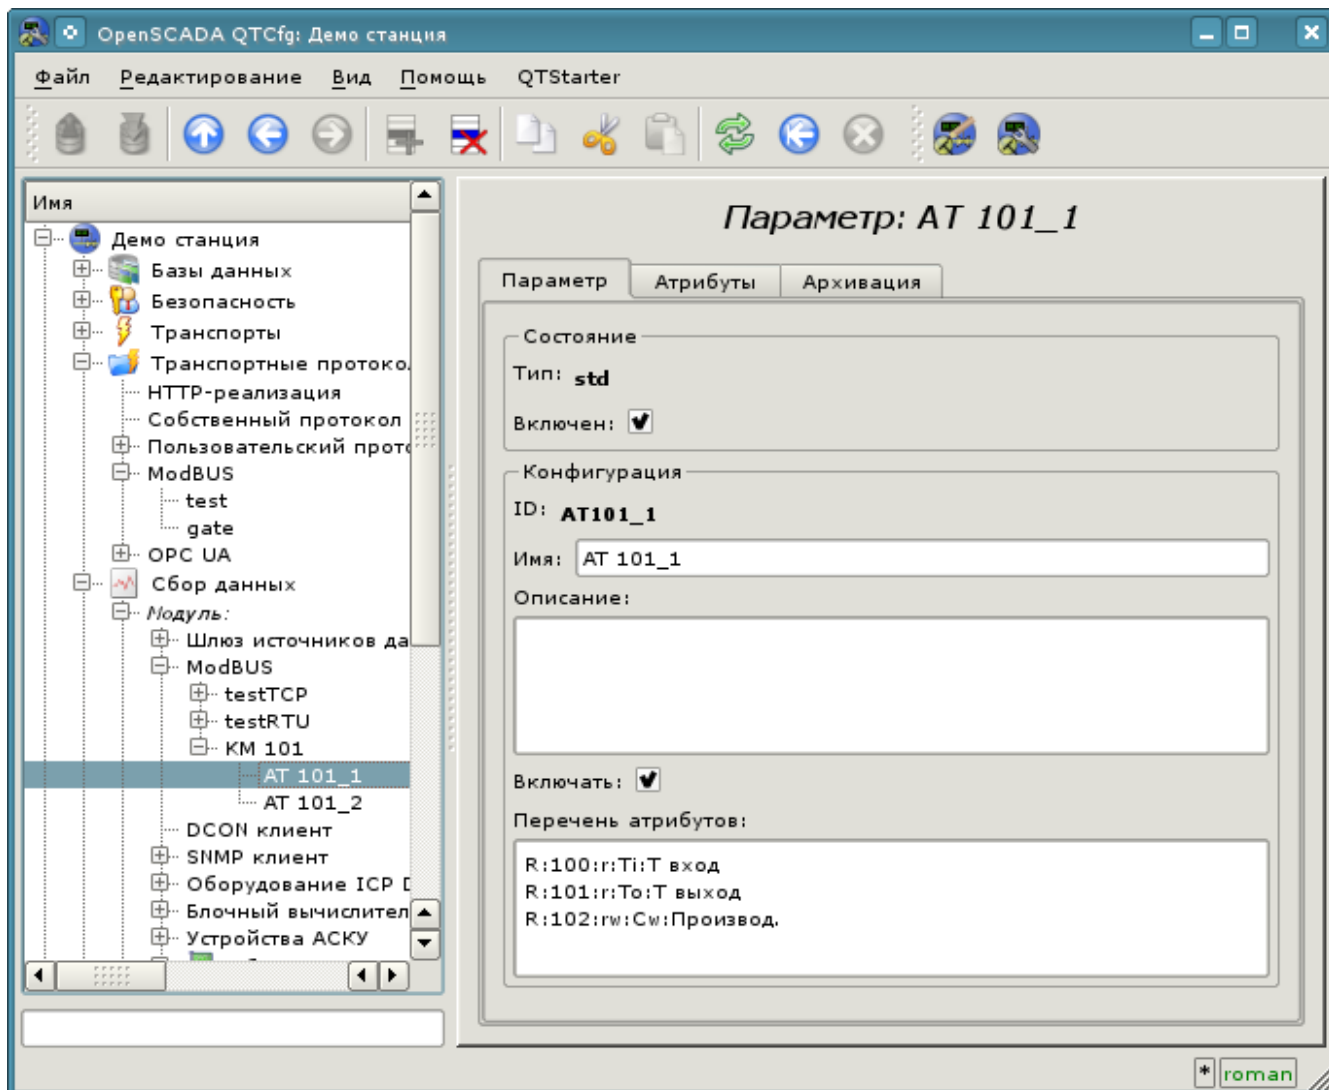 OpenSCADA QTCfg: Демо станция
Файл Редактирование Вид Помощь QTStarter
Имя
Демо станция
Базы данных
Безопасность
Транспорты
Транспортные протоко
HTTP-реализация
Собственный протокол
Пользовательский прото
ModBUS
test
gate
OPC UA
Сбор данных
Модуль:
Шлюз источников да
ModBUS
testTCP
testRTU
KM 101
AT 101_1
AT 101_2
DCON клиент
SNMP клиент
Оборудование ICP D
Блочный вычислител
Устройства АСКУ
Параметр: AT 101_1
Параметр Атрибуты Архивация
Состояние
Тип: std
Включен:
Конфигурация
ID: AT101_1
Имя: AT 101_1
Описание:
Включать:
Перечень атрибутов:
R:100:r:Ti:T вход
R:101:r:To:T выход
R:102:rw:Cw:Производ.
* roman